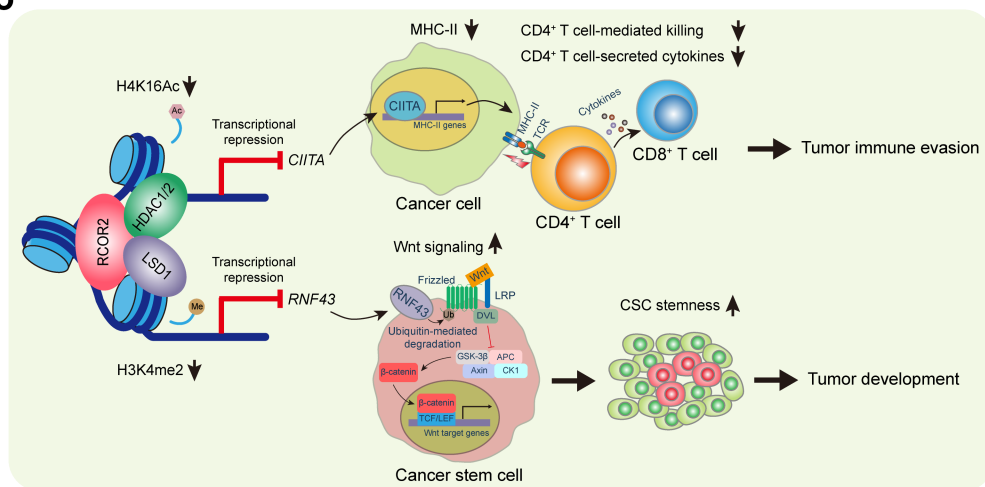 H4K16Ac
Ac
Transcriptional
repression
CIITA
HDAC1/2
RCOR2
LSD1
Transcriptional
repression
RNF43
Me
H3K4me2
MHC-II
CD4⁺ T cell-mediated killing
CD4⁺ T cell-secreted cytokines
CIITA
MHC-II genes
MHC-II
TCR
Cytokines
CD8⁺ T cell
CD4⁺ T cell
Cancer cell
Tumor immune evasion
Wnt signaling
Frizzled
Wnt
LRP
RNF43
Ub
DVL
Ubiquitin-mediated
degradation
GSK-3β
APC
Axin
CK1
β-catenin
β-catenin
TCF/LEF
Wnt target genes
Cancer stem cell
CSC stemness
Tumor development